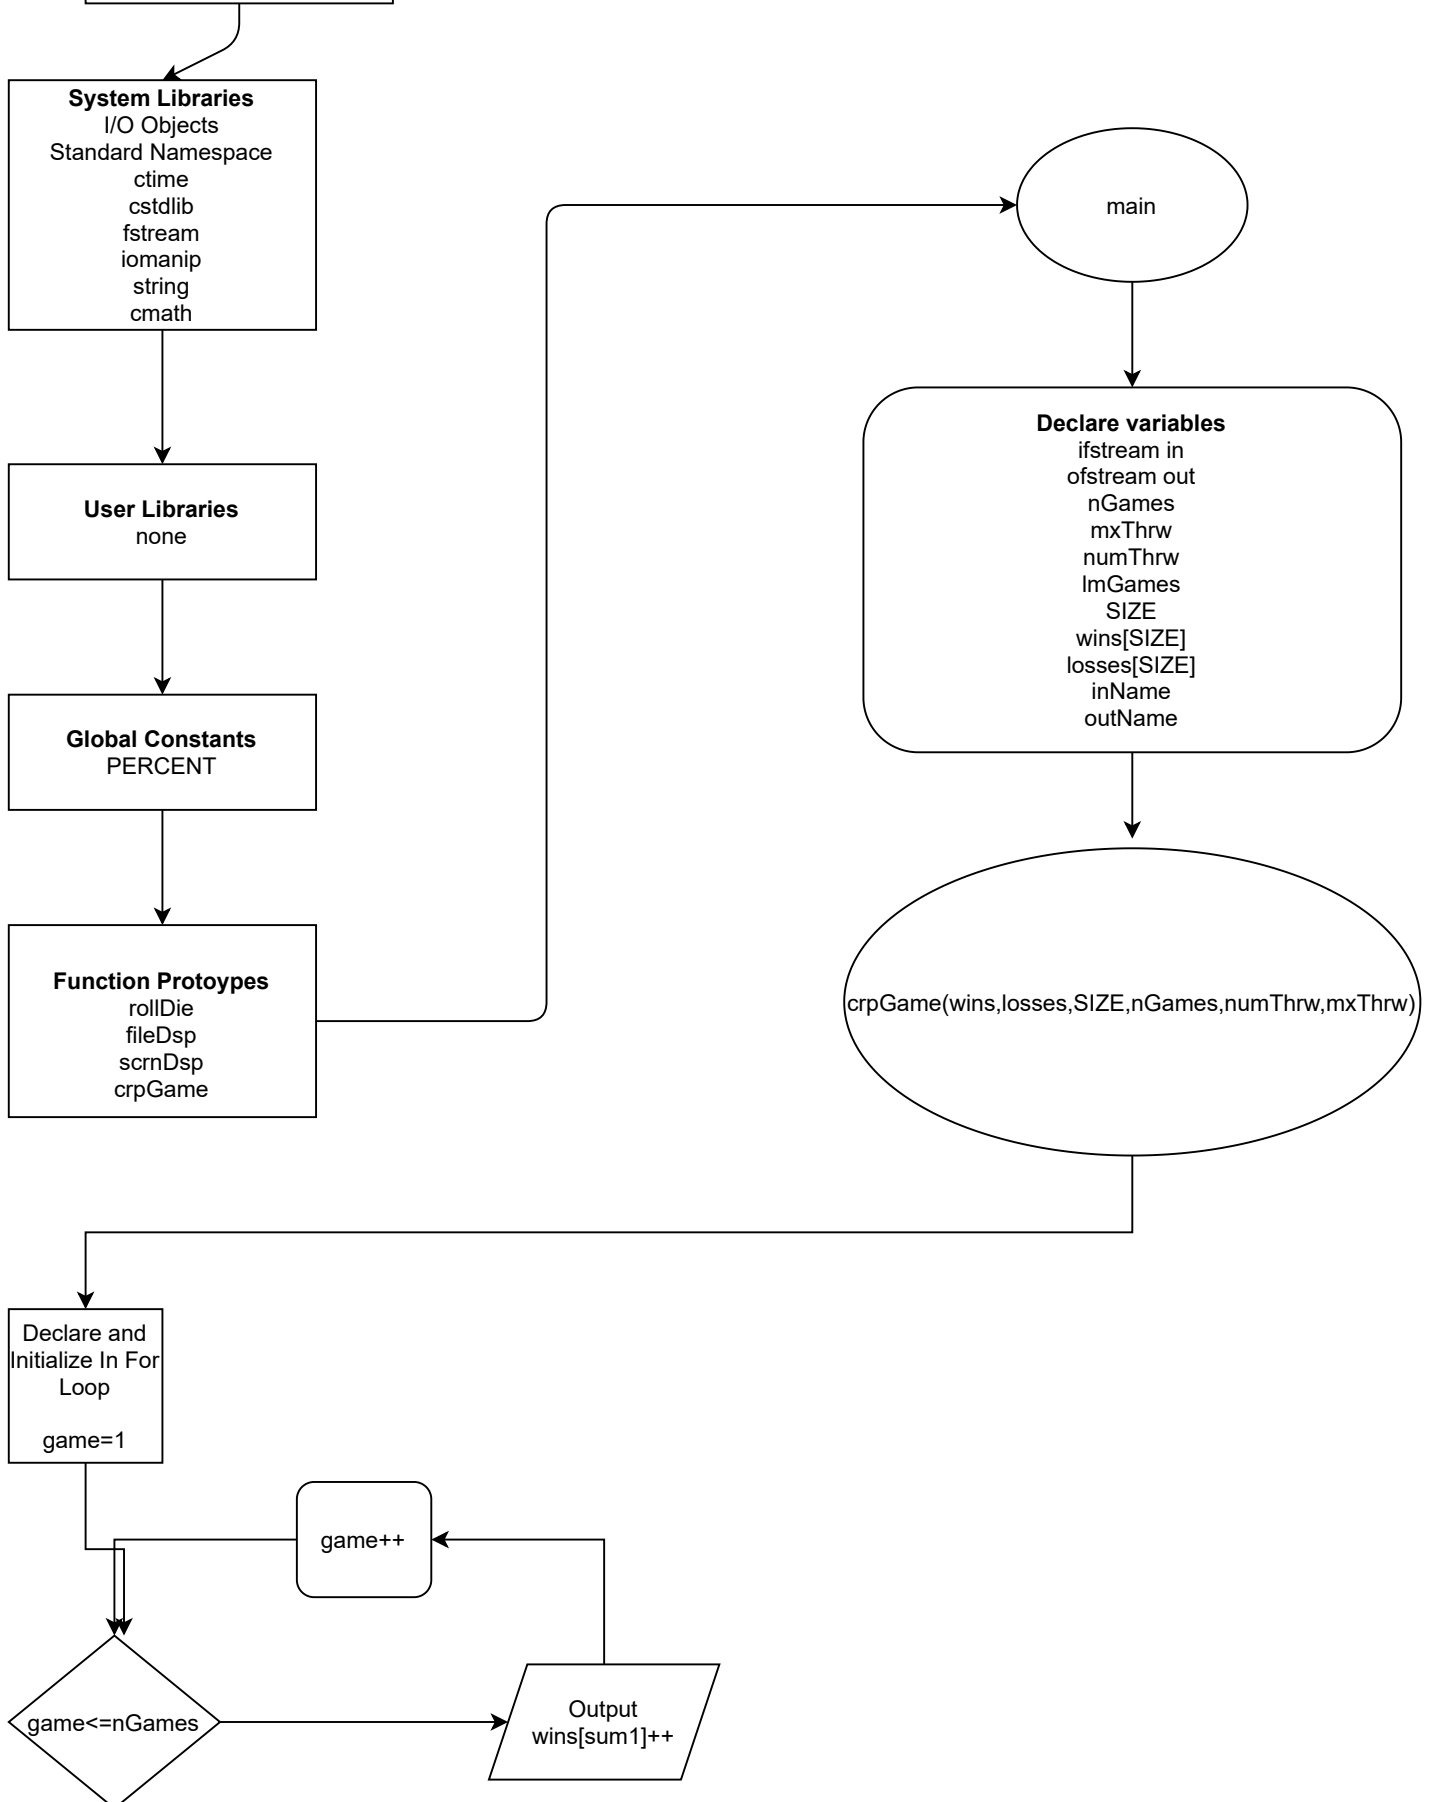 System Libraries
I/O Objects
Standard Namespace
ctime
cstdlib
fstream
iomanip
string
cmath
User Libraries
none
Global Constants
PERCENT
Function Protoypes
rollDie
fileDsp
scrnDsp
crpGame
main
Declare variables
ifstream in
ofstream out
nGames
mxThrw
numThrw
lmGames
SIZE
wins[SIZE]
losses[SIZE]
inName
outName
crpGame(wins,losses,SIZE,nGames,numThrw,mxThrw)
Declare and
Initialize In For
Loop
game=1
game++
game<=nGames
Output
wins[sum1]++